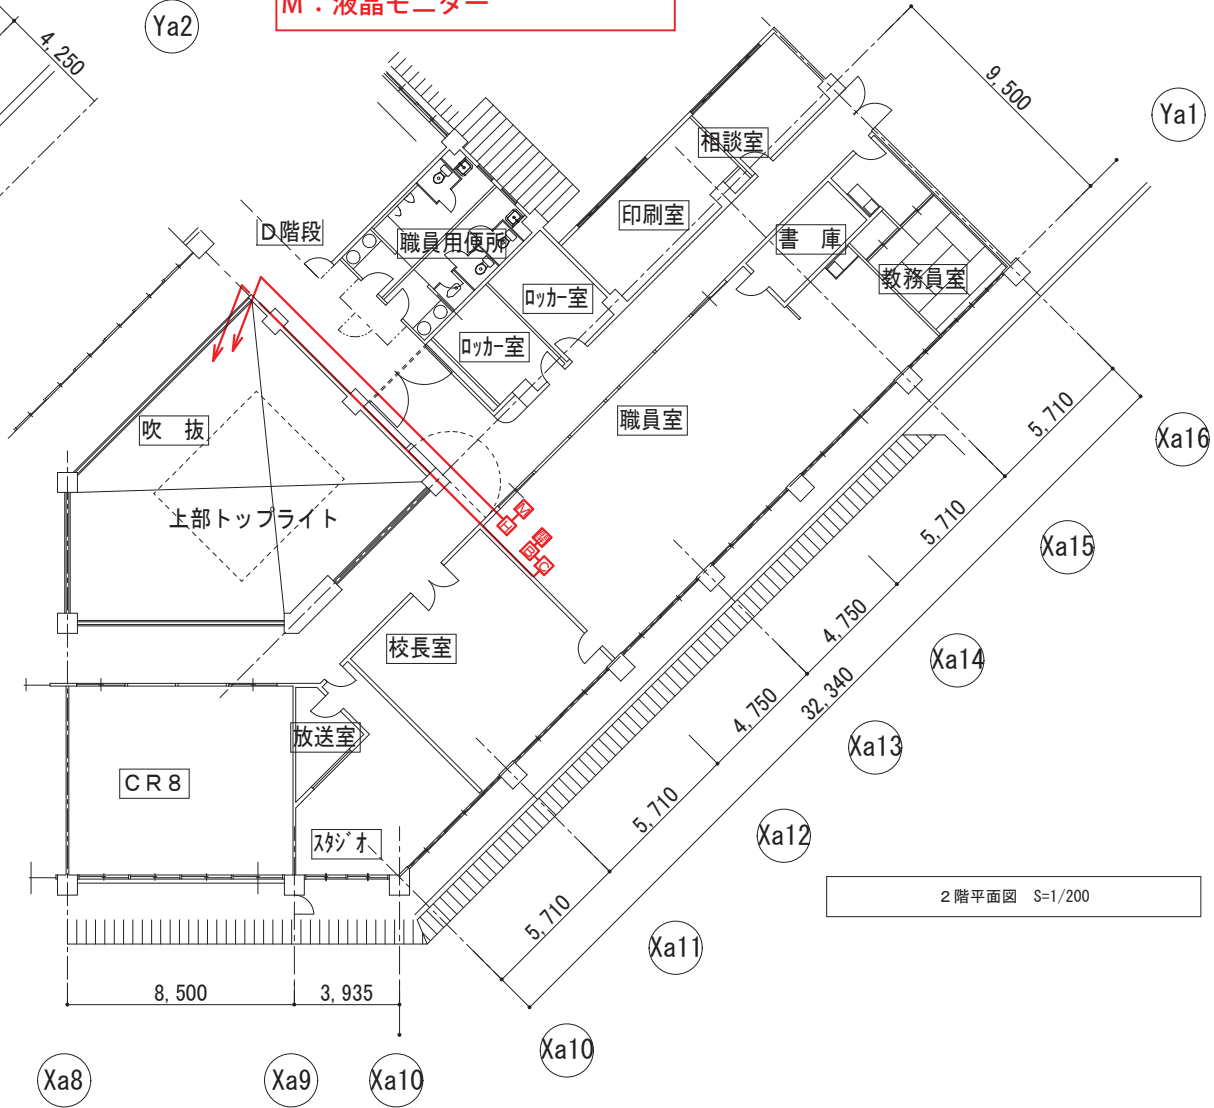 M：液晶モニター
Ya2
4,250
9,500
Ya1
相談室
印刷室
D階段
職員用便所
書　庫
教務員室
ﾛｯｶｰ室
ﾛｯｶｰ室
職員室
吹　抜
上部トップライト
5,710
Xa16
M
H
B
C
5,710
Xa15
校長室
4,750
Xa14
32,340
4,750
Xa13
放送室
CR8
5,710
Xa12
ｽﾀｼﾞｵ
2階平面図　S=1/200
5,710
Xa11
8,500
3,935
Xa10
Xa8
Xa9
Xa10